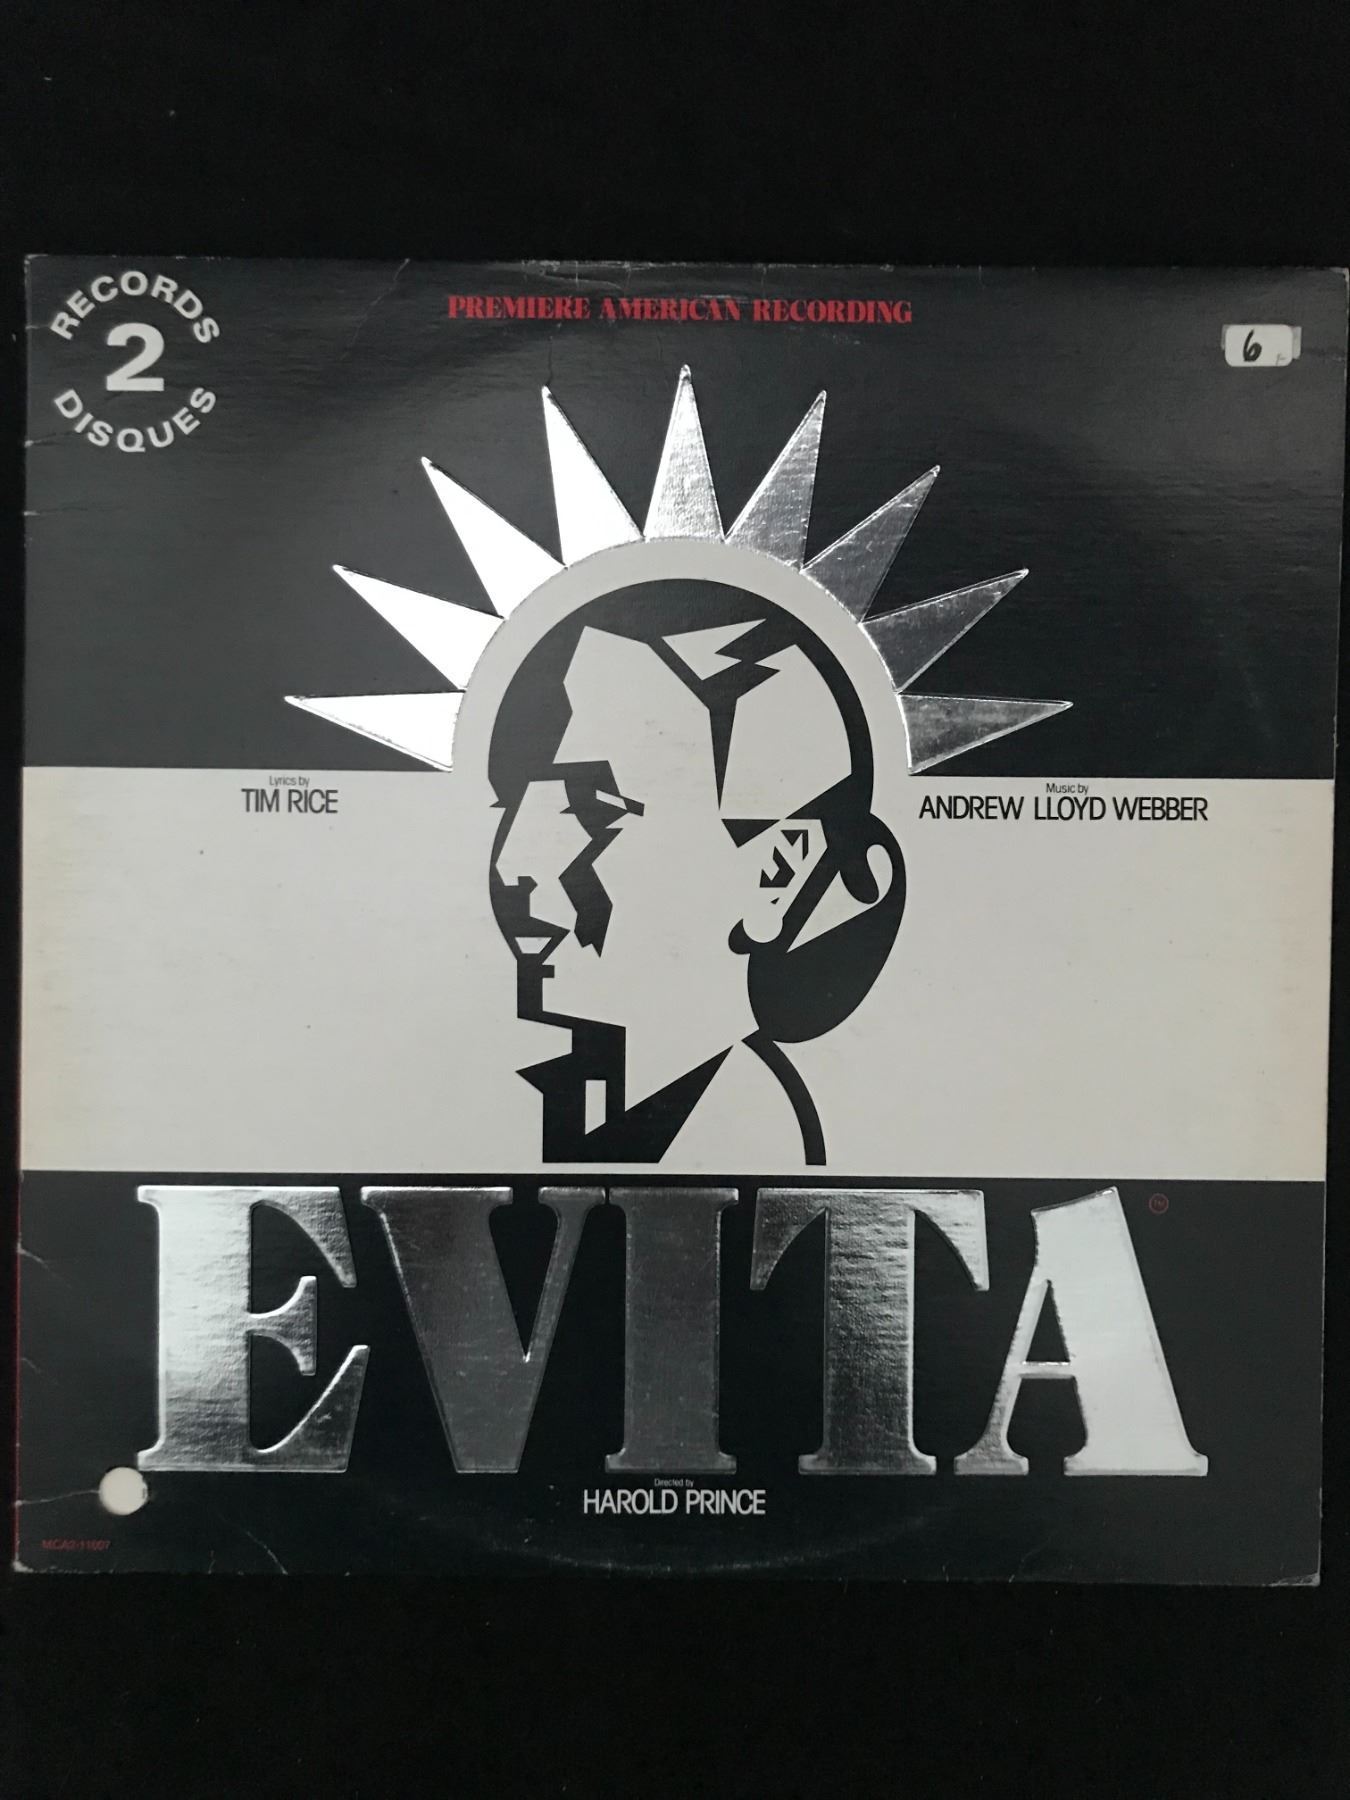 RECORDS
2
DISQUES
PREMIERE AMERICAN RECORDING
6
Lyrics by
TIM RICE
Music by
ANDREW LLOYD WEBBER
EVITA
TM
Directed by
HAROLD PRINCE
MCA2-11007